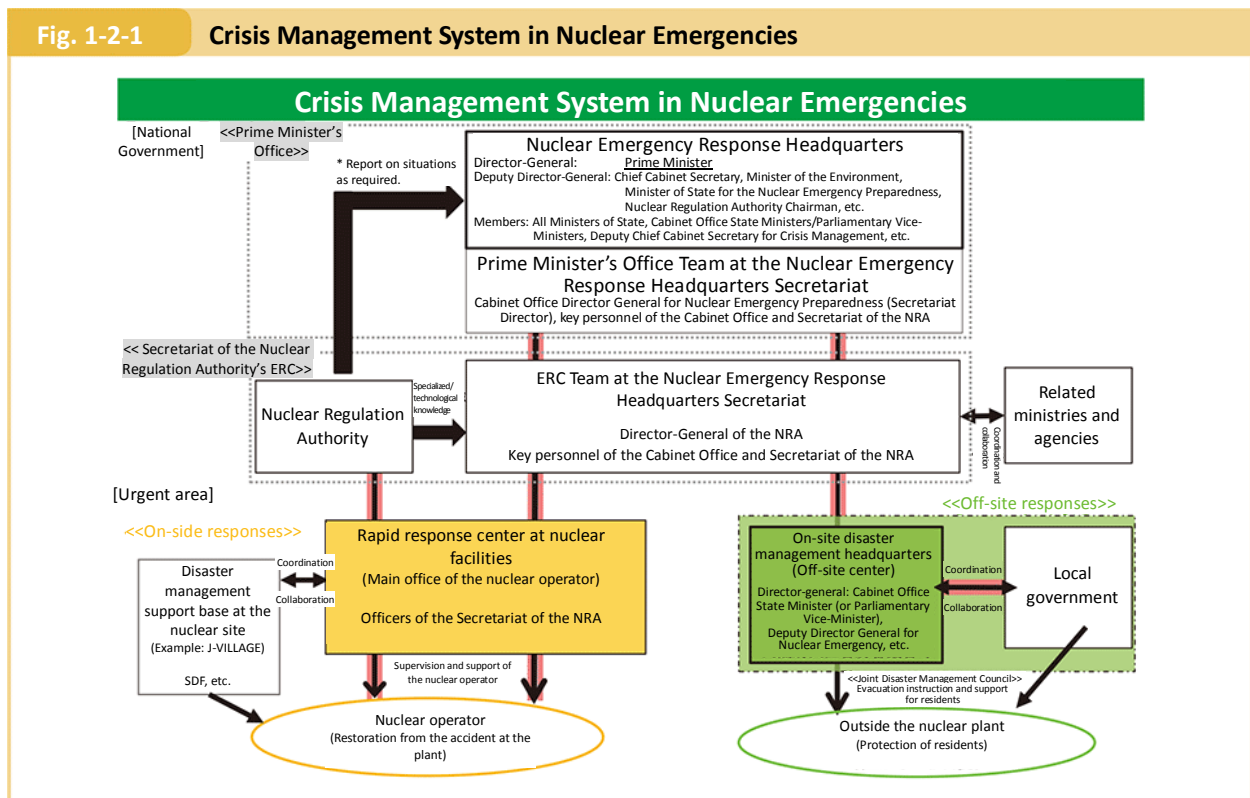 Fig. 1-2-1
Crisis Management System in Nuclear Emergencies
Crisis Management System in Nuclear Emergencies
[National
Government]
<<Prime Minister's
Office>>
* Report on situations
as required.
Nuclear Emergency Response Headquarters
Director-General: Prime Minister
Deputy Director-General: Chief Cabinet Secretary, Minister of the Environment,
Minister of State for the Nuclear Emergency Preparedness,
Nuclear Regulation Authority Chairman, etc.
Members: All Ministers of State, Cabinet Office State Ministers/Parliamentary Vice-
Ministers, Deputy Chief Cabinet Secretary for Crisis Management, etc.
Prime Minister's Office Team at the Nuclear Emergency
Response Headquarters Secretariat
Cabinet Office Director General for Nuclear Emergency Preparedness (Secretariat
Director), key personnel of the Cabinet Office and Secretariat of the NRA
<< Secretariat of the Nuclear
Regulation Authority's ERC>>
Nuclear Regulation
Authority
Specialized/
technological
knowledge
ERC Team at the Nuclear Emergency Response
Headquarters Secretariat
Director-General of the NRA
Key personnel of the Cabinet Office and Secretariat of the NRA
Coordination and
collaboration
Related
ministries and
agencies
[Urgent area]
<<On-side responses>>
<<Off-site responses>>
Disaster
management
support base at the
nuclear site
(Example: J-VILLAGE)
SDF, etc.
Coordination
Collaboration
Rapid response center at nuclear
facilities
(Main office of the nuclear operator)
Officers of the Secretariat of the NRA
On-site disaster
management headquarters
(Off-site center)
Director-general: Cabinet Office
State Minister (or Parliamentary
Vice-Minister),
Deputy Director General for
Nuclear Emergency, etc.
Coordination
Collaboration
Local
government
Supervision and support of
the nuclear operator
<<Joint Disaster Management Council>>
Evacuation instruction and support
for residents
Nuclear operator
(Restoration from the accident at the
plant)
Outside the nuclear plant
(Protection of residents)